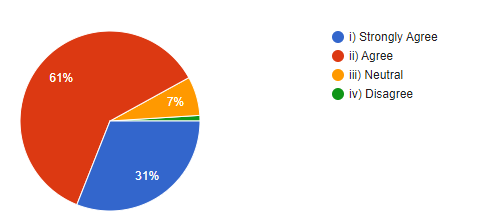 i) Strongly Agree
ii) Agree
iii) Neutral
iv) Disagree
61%
7%
31%